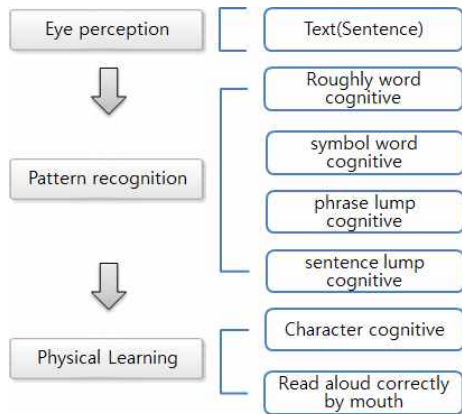 Eye perception
Text(Sentence)
Roughly word
cognitive
symbol word
cognitive
Pattern recognition
phrase lump
cognitive
sentence lump
cognitive
Character cognitive
Physical Learning
Read aloud correctly
by mouth